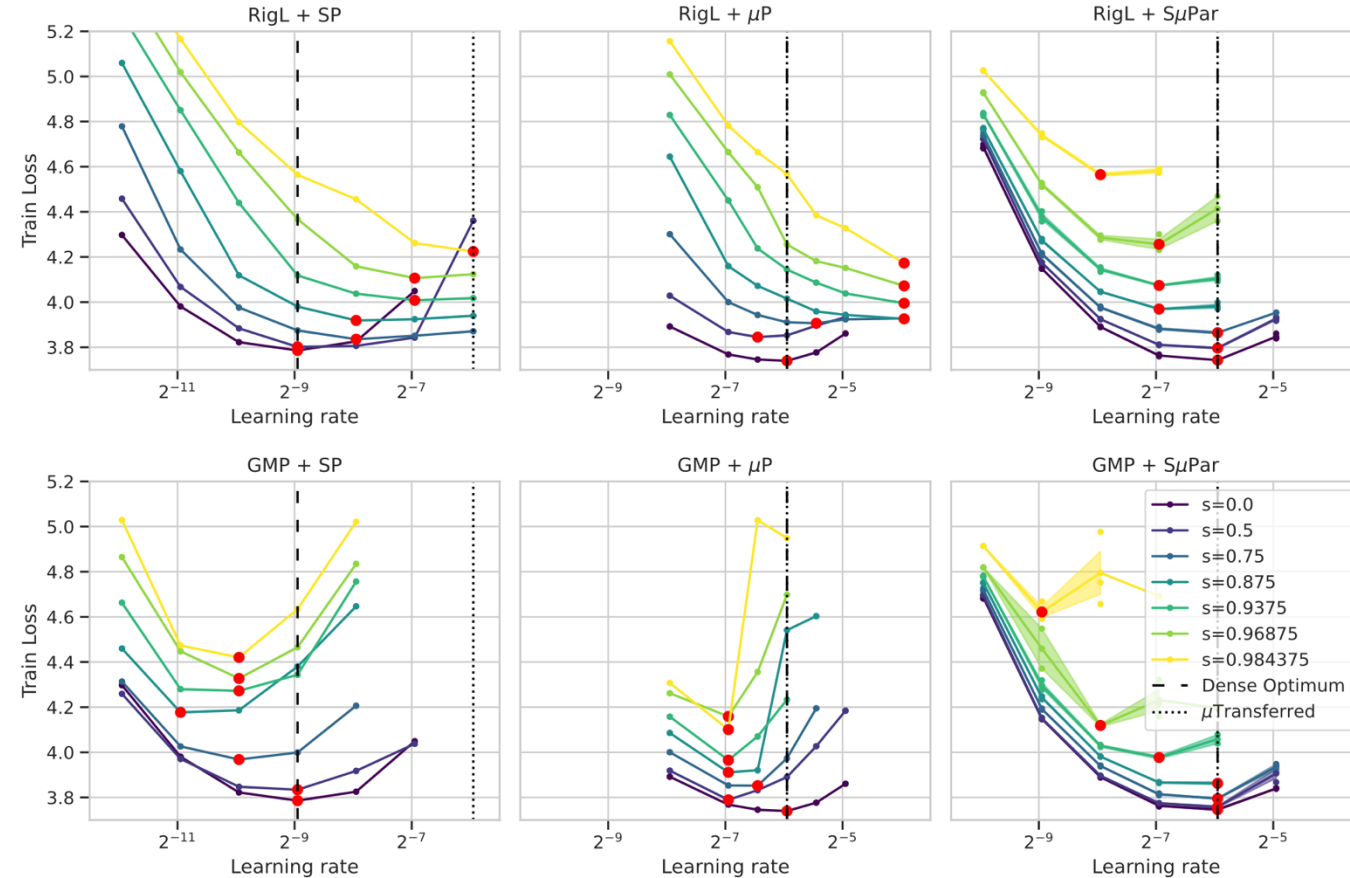 RigL + SP
RigL + μP
RigL + SμPar
5.2
5.0
4.8
4.6
4.4
4.2
4.0
3.8
Train Loss
2⁻¹¹ 2⁻⁹ 2⁻⁷
2⁻⁹ 2⁻⁷ 2⁻⁵
2⁻⁹ 2⁻⁷ 2⁻⁵
Learning rate
Learning rate
Learning rate
GMP + SP
GMP + μP
GMP + SμPar
5.2
5.0
4.8
4.6
4.4
4.2
4.0
3.8
Train Loss
s=0.0
s=0.5
s=0.75
s=0.875
s=0.9375
s=0.96875
s=0.984375
Dense Optimum
μTransferred
2⁻¹¹ 2⁻⁹ 2⁻⁷
2⁻⁹ 2⁻⁷ 2⁻⁵
2⁻⁹ 2⁻⁷ 2⁻⁵
Learning rate
Learning rate
Learning rate